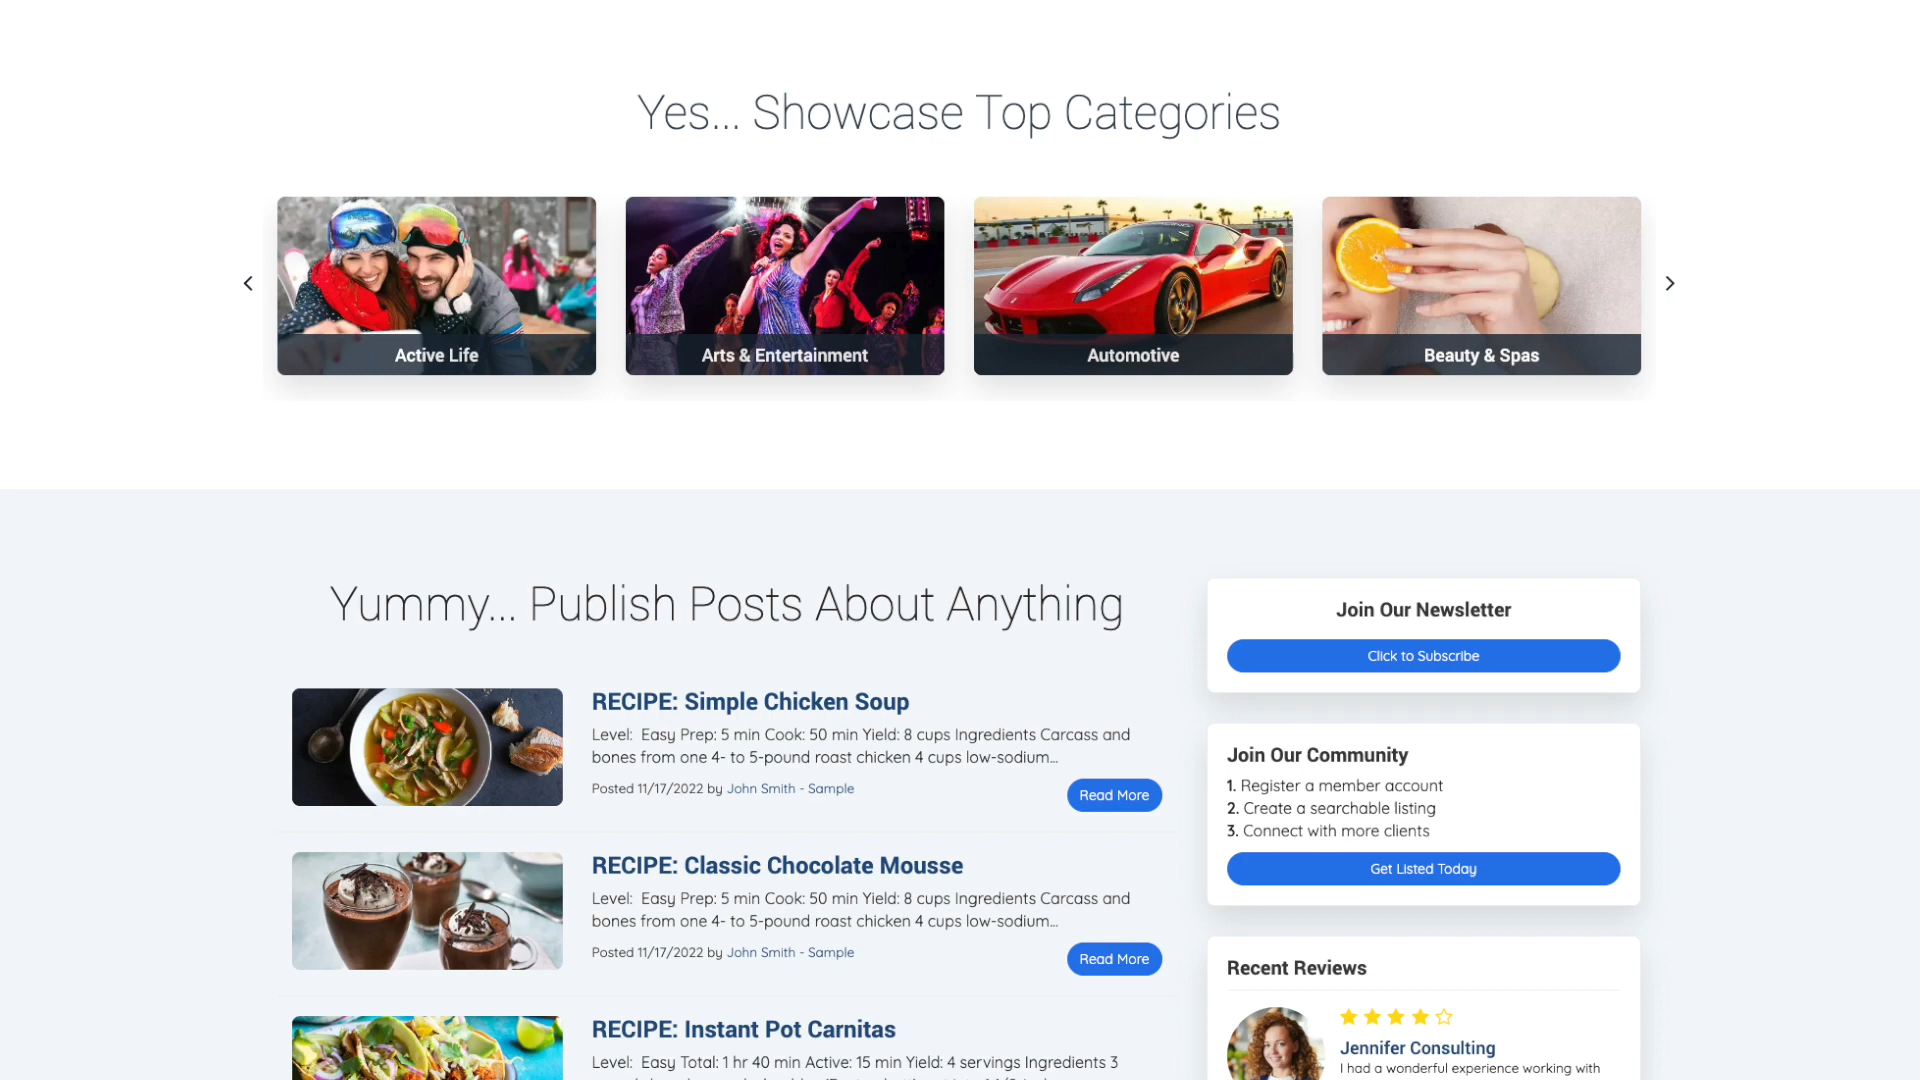 Yes... Showcase Top Categories
Active Life
Arts & Entertainment
Automotive
Beauty & Spas
Yummy... Publish Posts About Anything
RECIPE: Simple Chicken Soup
Level: Easy Prep: 5 min Cook: 50 min Yield: 8 cups Ingredients Carcass and
bones from one 4- to 5-pound roast chicken 4 cups low-sodium...
Posted 11/17/2022 by John Smith - Sample
Read More
RECIPE: Classic Chocolate Mousse
Level: Easy Prep: 5 min Cook: 50 min Yield: 8 cups Ingredients Carcass and
bones from one 4- to 5-pound roast chicken 4 cups low-sodium...
Posted 11/17/2022 by John Smith - Sample
Read More
RECIPE: Instant Pot Carnitas
Level: Easy Total: 1 hr 40 min Active: 15 min Yield: 4 servings Ingredients 3
Join Our Newsletter
Click to Subscribe
Join Our Community
1. Register a member account
2. Create a searchable listing
3. Connect with more clients
Get Listed Today
Recent Reviews
Jennifer Consulting
I had a wonderful experience working with